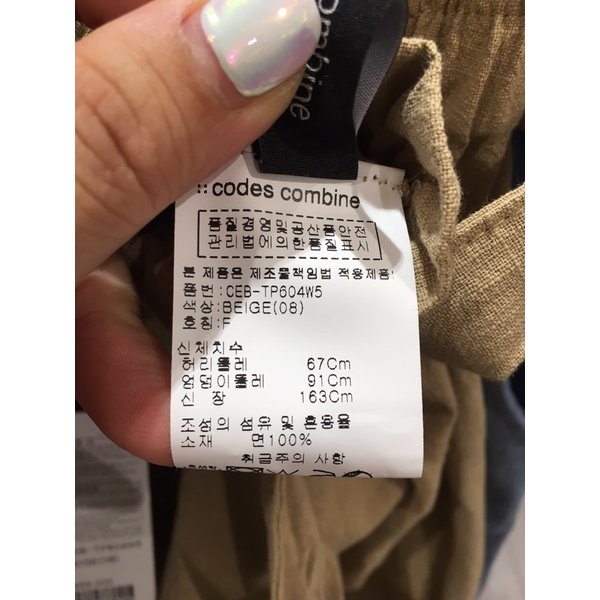 ombine
:: codes combine
품질경영및공산품안전
관리법에의한품질표시
본 제품은 제조물책임법 적용제품!
품번: CEB-TP604W5
색상: BEIGE(08)
호칭: F
신체치수
허리둘레 67Cm
엉덩이둘레 91Cm
신 장 163Cm
조성의 섬유 및 혼용율
소재 면100%
취급주의 사항